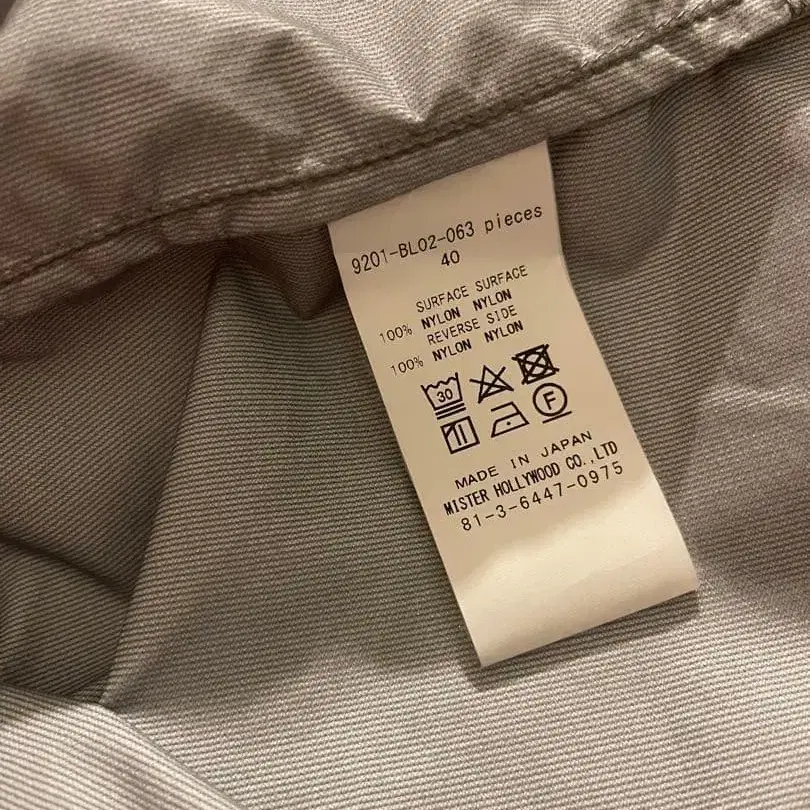 9201-BL02-063 pieces
40
SURFACE SURFACE
100% NYLON NYLON
REVERSE SIDE
100% NYLON NYLON
30
F
MADE IN JAPAN
MISTER HOLLYWOOD CO.,LTD
81-3-6447-0975